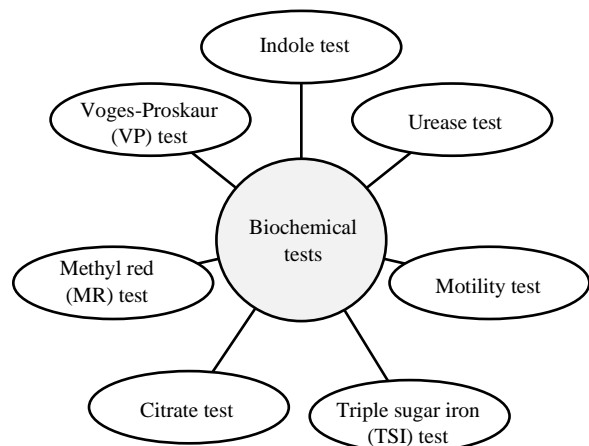 Indole test
Voges-Proskaur
(VP) test
Urease test
Biochemical
tests
Methyl red
(MR) test
Motility test
Citrate test
Triple sugar iron
(TSI) test